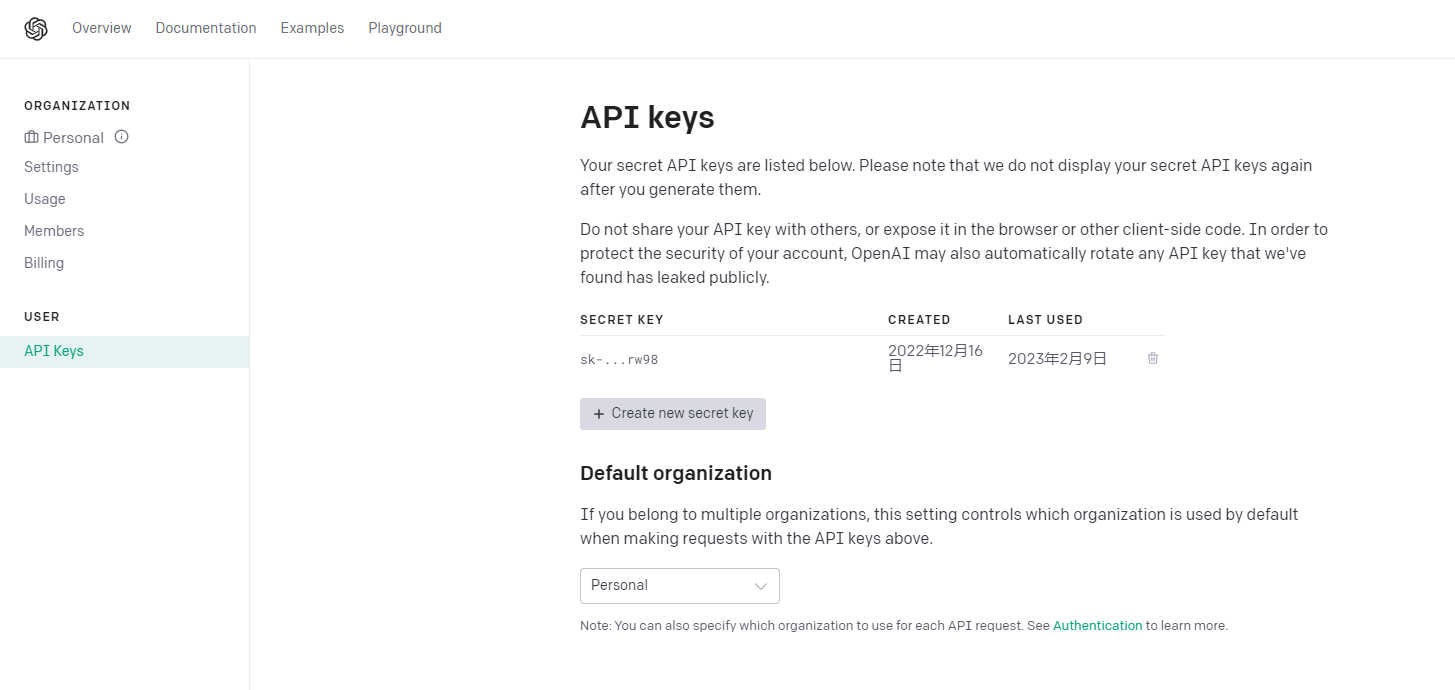 Overview Documentation Examples Playground
ORGANIZATION
Personal
Settings
Usage
Members
Billing
USER
API Keys
API keys
Your secret API keys are listed below. Please note that we do not display your secret API keys again
after you generate them.
Do not share your API key with others, or expose it in the browser or other client-side code. In order to
protect the security of your account, OpenAI may also automatically rotate any API key that we've
found has leaked publicly.
SECRET KEY CREATED LAST USED
sk-...rw98 2022年12月16
日 2023年2月9日
+ Create new secret key
Default organization
If you belong to multiple organizations, this setting controls which organization is used by default
when making requests with the API keys above.
Personal
Note: You can also specify which organization to use for each API request. See Authentication to learn more.